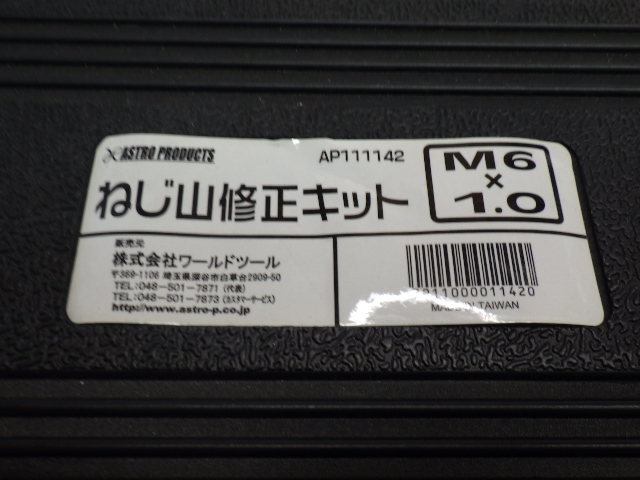 ASTRO PRODUCTS
AP111142
M6
×
1.0
ねじ山修正キット
販売元
株式会社ワールドツール
〒369-1106 埼玉県深谷市白草台2909-50
TEL:048-501-7871 (代表)
TEL:048-501-7873 (カスタマーサービス)
http://www.astro-p.co.jp
MADE IN TAIWAN